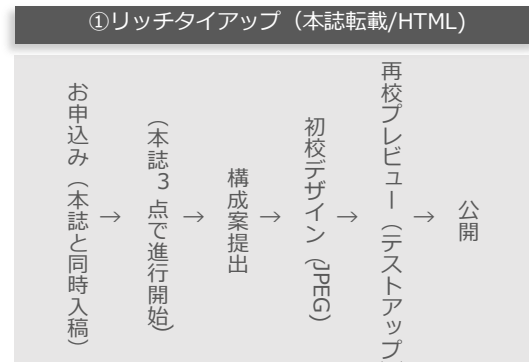 ①リッチタイアップ（本誌転載/HTML)
お申込み（本誌と同時入稿）
→
（本誌3点で進行開始）
→
構成案提出
→
初校デザイン（JPEG）
→
再校プレビュー（テストアップ
→
公開